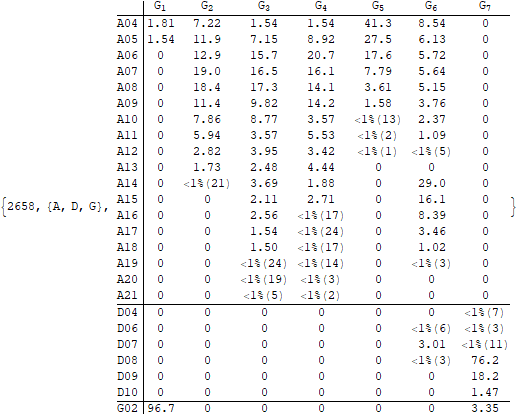 G1 G2 G3 G4 G5 G6 G7
A04 1.81 7.22 1.54 1.54 41.3 8.54 0
A05 1.54 11.9 7.15 8.92 27.5 6.13 0
A06 0 12.9 15.7 20.7 17.6 5.72 0
A07 0 19.0 16.5 16.1 7.79 5.64 0
A08 0 18.4 17.3 14.1 3.61 5.15 0
A09 0 11.4 9.82 14.2 1.58 3.76 0
A10 0 7.86 8.77 3.57 <1%(13) 2.37 0
A11 0 5.94 3.57 5.53 <1%(2) 1.09 0
A12 0 2.82 3.95 3.42 <1%(1) <1%(5) 0
A13 0 1.73 2.48 4.44 0 0 0
A14 0 <1%(21) 3.69 1.88 0 29.0 0
{2658, {A, D, G}, A15 0 0 2.11 2.71 0 16.1 0 }
A16 0 0 2.56 <1%(17) 0 8.39 0
A17 0 0 1.54 <1%(24) 0 3.46 0
A18 0 0 1.50 <1%(17) 0 1.02 0
A19 0 0 <1%(24) <1%(14) 0 <1%(3) 0
A20 0 0 <1%(19) <1%(3) 0 0 0
A21 0 0 <1%(5) <1%(2) 0 0 0
D04 0 0 0 0 0 0 <1%(7)
D06 0 0 0 0 0 <1%(6) <1%(3)
D07 0 0 0 0 0 3.01 <1%(11)
D08 0 0 0 0 0 <1%(3) 76.2
D09 0 0 0 0 0 0 18.2
D10 0 0 0 0 0 0 1.47
G02 96.7 0 0 0 0 0 3.35